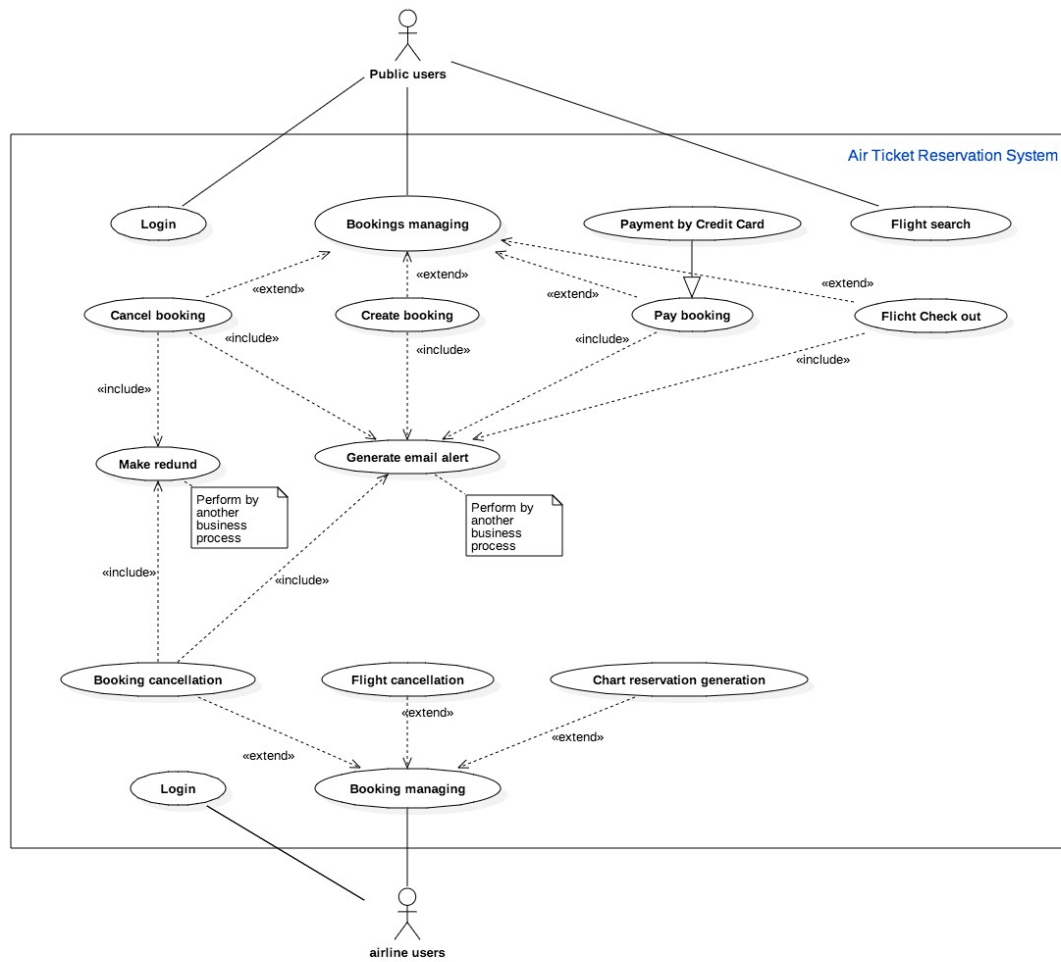 Public users
Air Ticket Reservation System
Login
Bookings managing
Payment by Credit Card
Flight search
«extend»
«extend»
«extend»
«extend»
Cancel booking
Create booking
Pay booking
Flicht Check out
«include»
«include»
«include»
«include»
«include»
Make redund
Generate email alert
Perform by
another
business
process
Perform by
another
business
process
«include»
«include»
Booking cancellation
Flight cancellation
Chart reservation generation
«extend»
«extend»
«extend»
Login
Booking managing
airline users